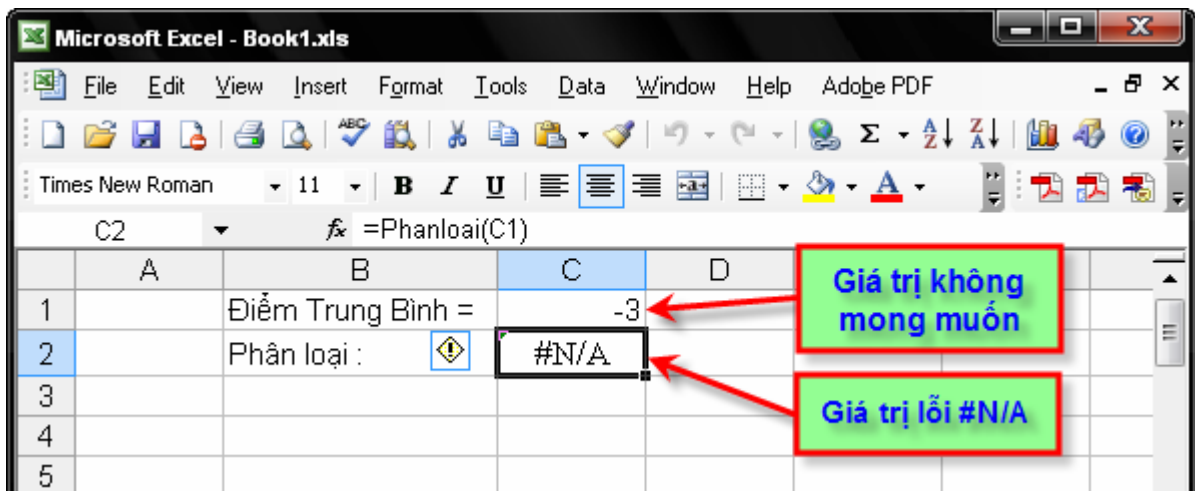 Microsoft Excel - Book1.xls
File Edit View Insert Format Tools Data Window Help Adobe PDF
ABC Σ A Z Z A
Times New Roman 11 B I U a A
C2 fx =Phanloai(C1)
A B C D
1 Điểm Trung Bình = -3
2 Phân loại : #N/A
3
4
5
Giá trị không
mong muốn
Giá trị lỗi #N/A